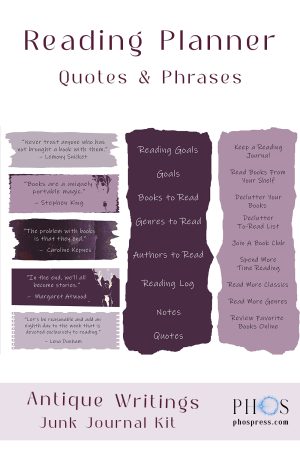 Reading Planner
Quotes & Phrases
"Never trust anyone who has
not brought a book with them."
– Lemony Snicket
"Books are a uniquely
portable magic."
– Stephen King
"The problem with books
is that they end."
– Caroline Kepnes
"In the end, we'll all
become stories."
– Margaret Atwood
"Let's be reasonable and add an
eighth day to the week that is
devoted exclusively to reading."
– Lena Dunham
Reading Goals
Goals
Books to Read
Genres to Read
Authors to Read
Reading Log
Notes
Quotes
Keep a Reading
Journal
Read Books From
Your Shelf
Declutter Your
Books
Declutter
To-Read List
Join A Book Club
Spend More
Time Reading
Read More Classics
Read More Genres
Review Favorite
Books Online
Antique Writings
Junk Journal Kit
PHOS
phospress.com